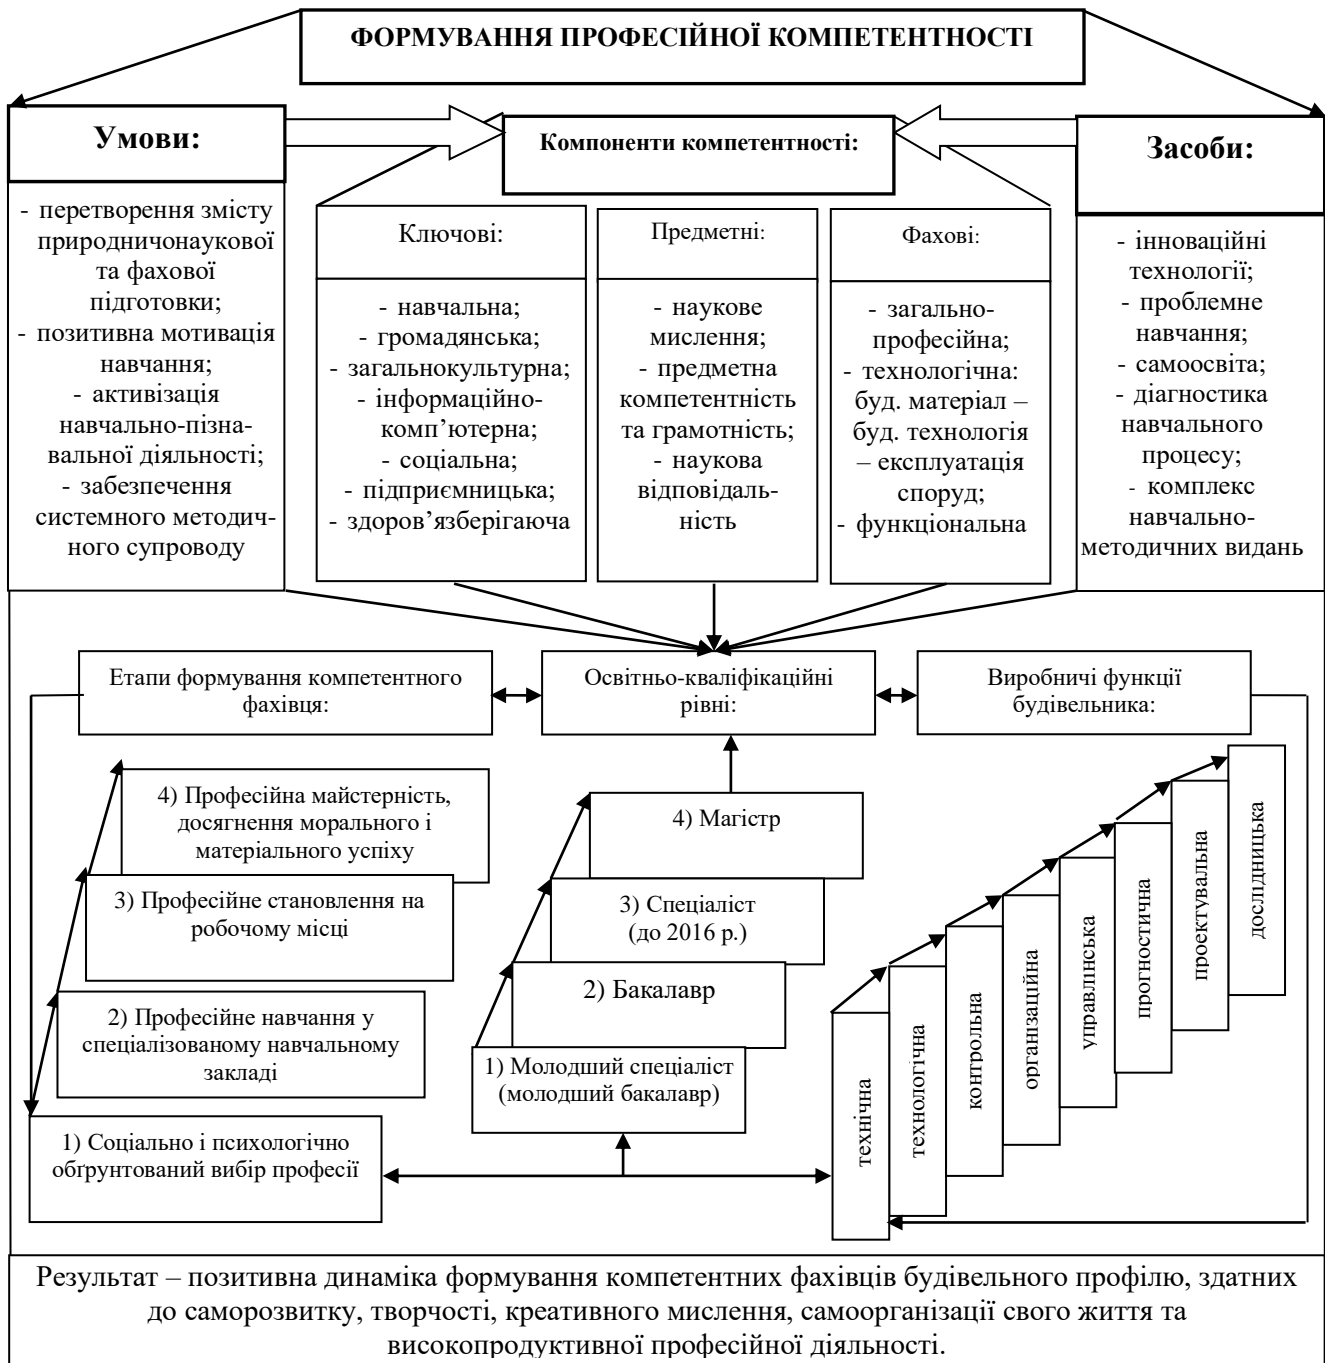 ФОРМУВАННЯ ПРОФЕСІЙНОЇ КОМПЕТЕНТНОСТІ
Умови:
- перетворення змісту
природничонаукової
та фахової
підготовки;
- позитивна мотивація
навчання;
- активізація
навчально-пізна-
вальної діяльності;
- забезпечення
системного методич-
ного супроводу
Компоненти компетентності:
Ключові:
- навчальна;
- громадянська;
- загальнокультурна;
- інформаційно-
комп’ютерна;
- соціальна;
- підприємницька;
- здоров’язберігаюча
Предметні:
- наукове
мислення;
- предметна
компетентність
та грамотність;
- наукова
відповідаль-
ність
Фахові:
- загально-
професійна;
- технологічна:
буд. матеріал –
буд. технологія
– експлуатація
споруд;
- функціональна
Засоби:
- інноваційні
технології;
- проблемне
навчання;
- самоосвіта;
- діагностика
навчального
процесу;
- комплекс
навчально-
методичних видань
Етапи формування компетентного
фахівця:
Освітньо-кваліфікаційні
рівні:
Виробничі функції
будівельника:
4) Професійна майстерність,
досягнення морального і
матеріального успіху
3) Професійне становлення на
робочому місці
2) Професійне навчання у
спеціалізованому навчальному
закладі
1) Соціально і психологічно
обґрунтований вибір професії
4) Магістр
3) Спеціаліст
(до 2016 р.)
2) Бакалавр
1) Молодший спеціаліст
(молодший бакалавр)
технічна
технологічна
контрольна
організаційна
управлінська
прогностична
проектувальна
дослідницька
Результат – позитивна динаміка формування компетентних фахівців будівельного профілю, здатних
до саморозвитку, творчості, креативного мислення, самоорганізації свого життя та
високопродуктивної професійної діяльності.